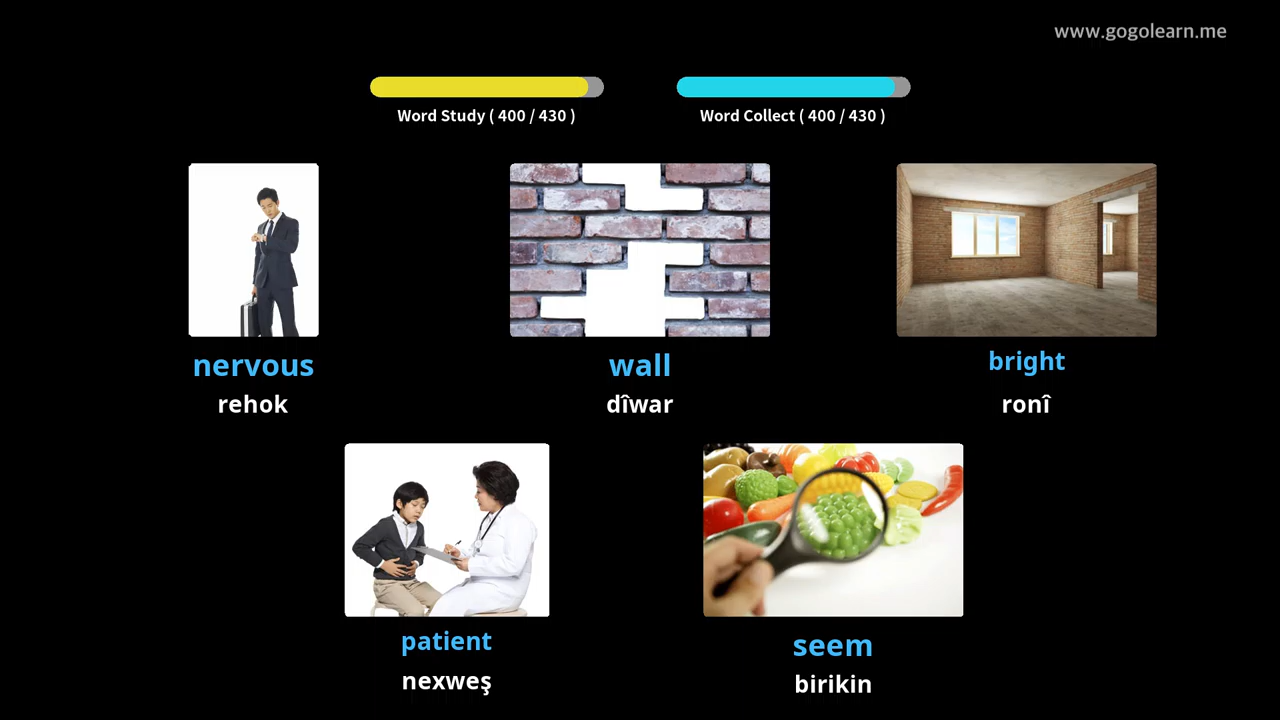 www.gogolearn.me
Word Study ( 400 / 430 )
Word Collect ( 400 / 430 )
nervous
rehok
wall
dîwar
bright
ronî
patient
nexweş
seem
birikin